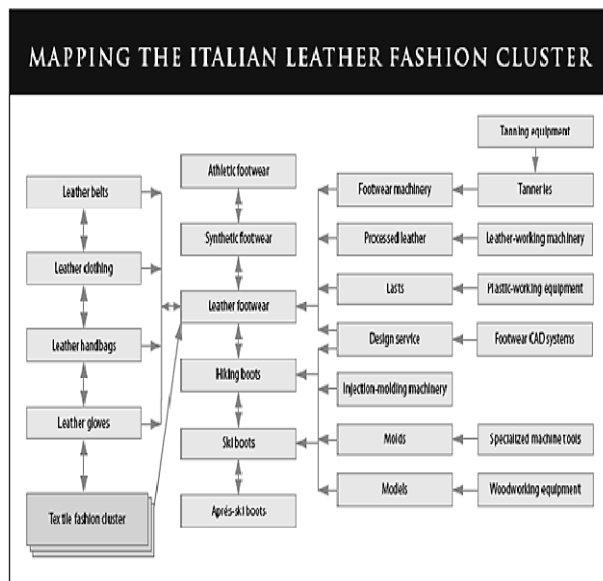 MAPPING THE ITALIAN LEATHER FASHION CLUSTER
Tanning equipment
Athletic footwear
Leather belts
Footwear machinery
Tanneries
Synthetic footwear
Processed leather
Leather-working machinery
Leather clothing
Leather footwear
Lasts
Plastic-working equipment
Leather handbags
Design service
Footwear CAD systems
Hiking boots
Injection-molding machinery
Leather gloves
Ski boots
Molds
Specialized machine tools
Models
Woodworking equipment
Textile fashion cluster
Aprés-ski boots